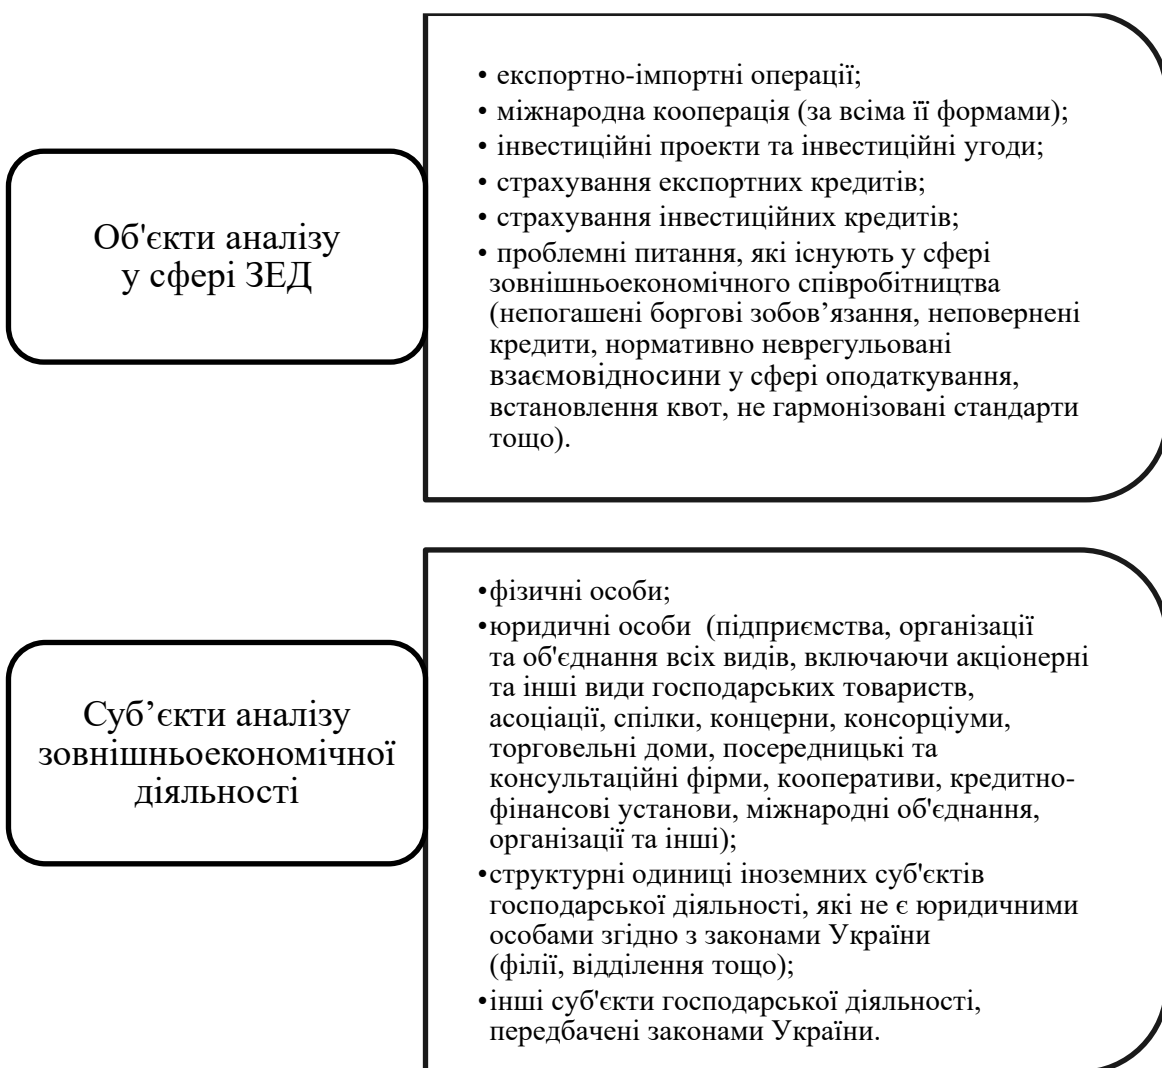 Об'єкти аналізу
у сфері ЗЕД
• експортно-імпортні операції;
• міжнародна кооперація (за всіма її формами);
• інвестиційні проекти та інвестиційні угоди;
• страхування експортних кредитів;
• страхування інвестиційних кредитів;
• проблемні питання, які існують у сфері
зовнішньоекономічного співробітництва
(непогашені боргові зобов’язання, неповернені
кредити, нормативно неврегульовані
взаємовідносини у сфері оподаткування,
встановлення квот, не гармонізовані стандарти
тощо).
Суб’єкти аналізу
зовнішньоекономічної
діяльності
•фізичні особи;
•юридичні особи (підприємства, організації
та об'єднання всіх видів, включаючи акціонерні
та інші види господарських товариств,
асоціації, спілки, концерни, консорціуми,
торговельні доми, посередницькі та
консультаційні фірми, кооперативи, кредитно-
фінансові установи, міжнародні об'єднання,
організації та інші);
•структурні одиниці іноземних суб'єктів
господарської діяльності, які не є юридичними
особами згідно з законами України
(філії, відділення тощо);
•інші суб'єкти господарської діяльності,
передбачені законами України.